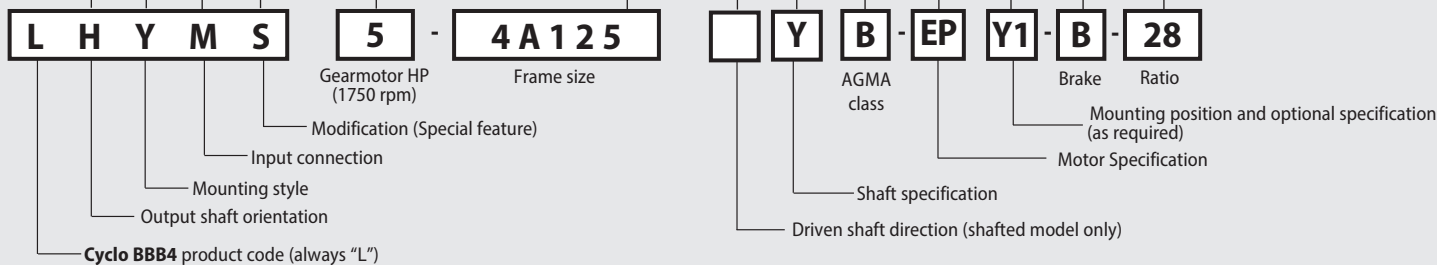 L H Y M S 5 - 4 A 1 2 5 Y B - EP Y1 - B - 28
Gearmotor HP
(1750 rpm)
Frame size
AGMA
class
Brake
Ratio
Modification (Special feature)
Mounting position and optional specification
(as required)
Input connection
Motor Specification
Mounting style
Shaft specification
Output shaft orientation
Driven shaft direction (shafted model only)
Cyclo BBB4 product code (always “L”)